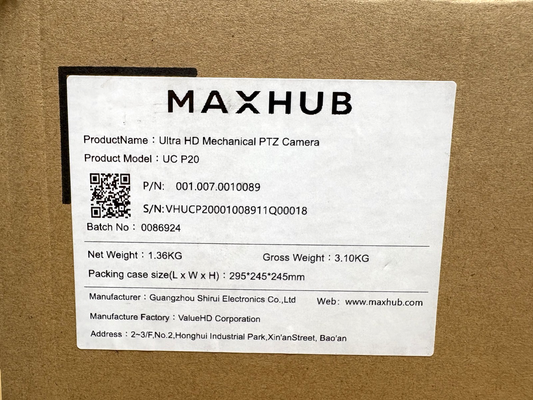 MAXHUB
ProductName：Ultra HD Mechanical PTZ Camera
Product Model：UC P20
P/N: 001.007.0010089
S/N:VHUCP20001008911Q00018
Batch No：0086924
Net Weight：1.36KG Gross Weight：3.10KG
Packing case size(L x W x H)：295*245*245mm
Manufacturer：Guangzhou Shirui Electronics Co.,Ltd Web：www.maxhub.com
Manufacture Factory：ValueHD Corporation
Address：2~3/F,No.2,Honghui Industrial Park,Xin'anStreet, Bao'an